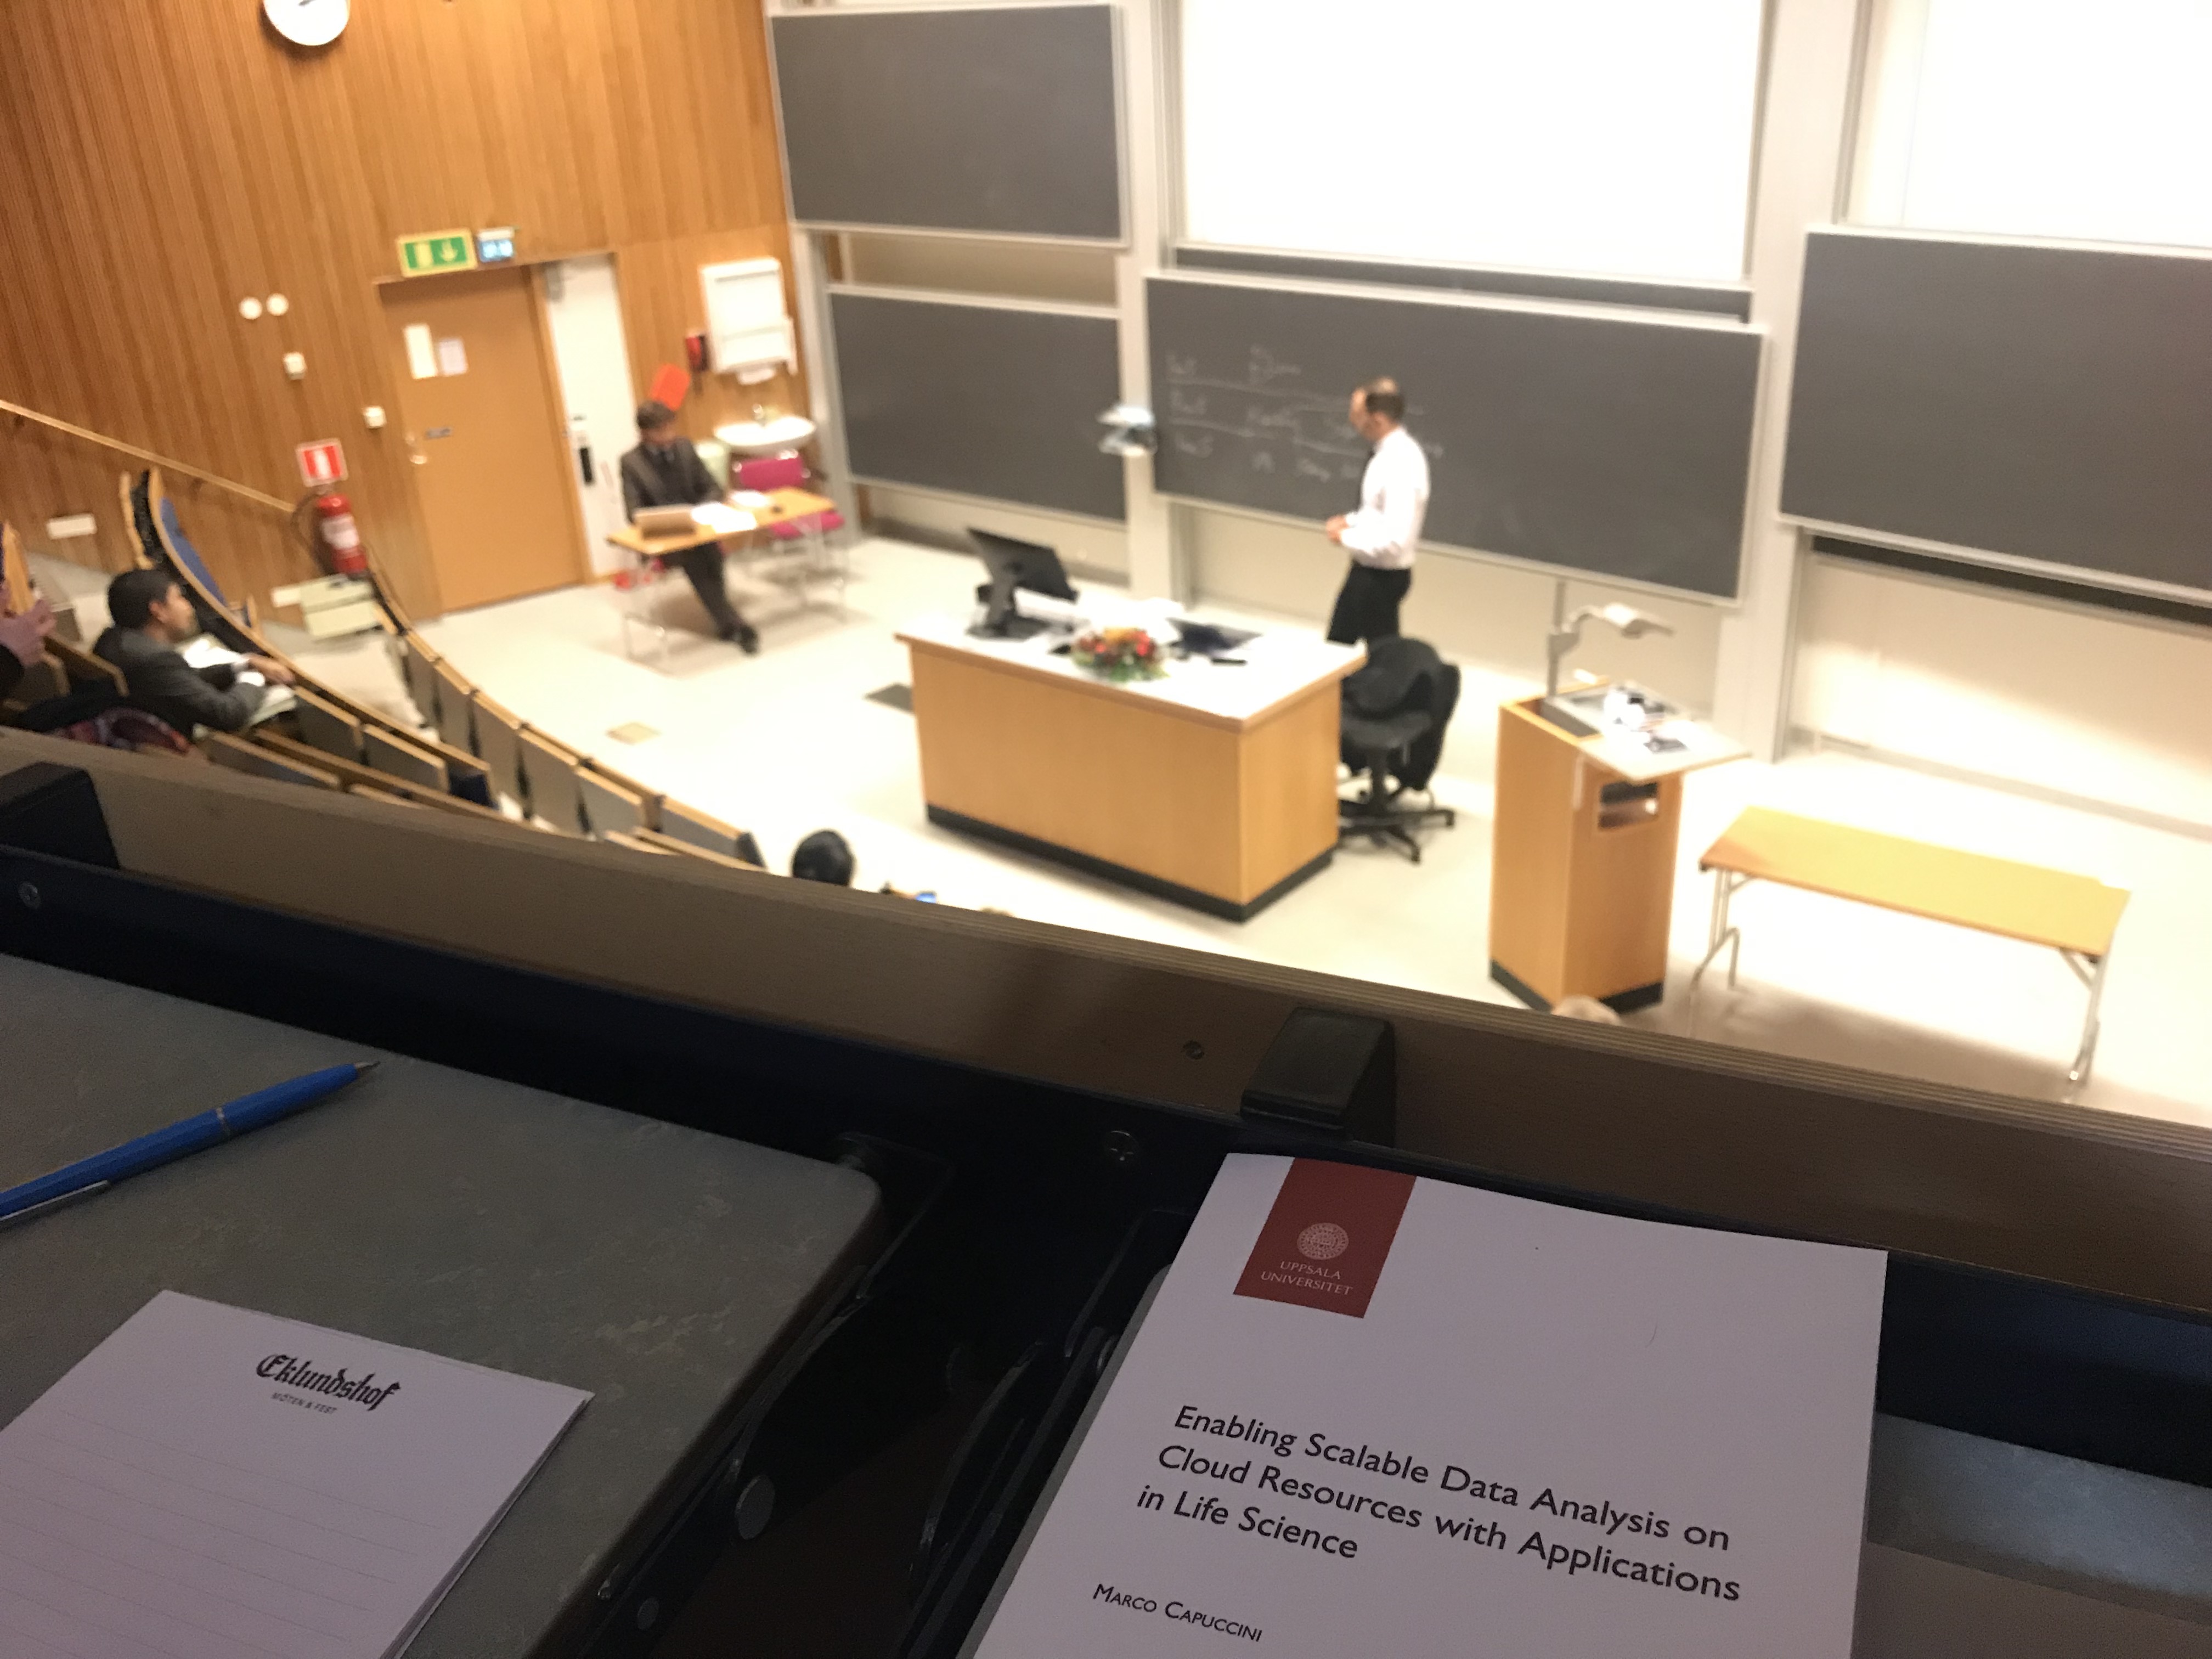 Eklundshof
MÖTEN & FEST
UPPSALA
UNIVERSITET
Enabling Scalable Data Analysis on
Cloud Resources with Applications
in Life Science
MARCO CAPUCCINI